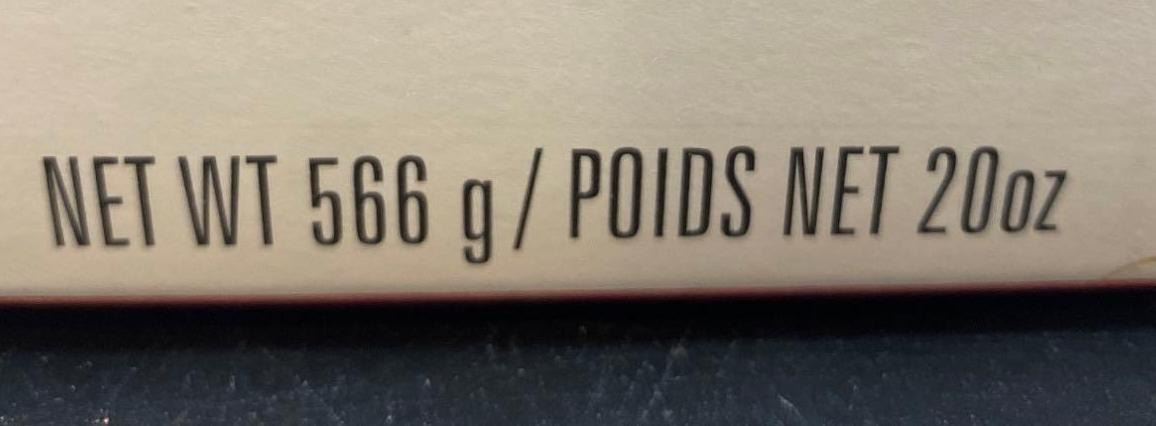 NET WT 566 g / POIDS NET 20oz